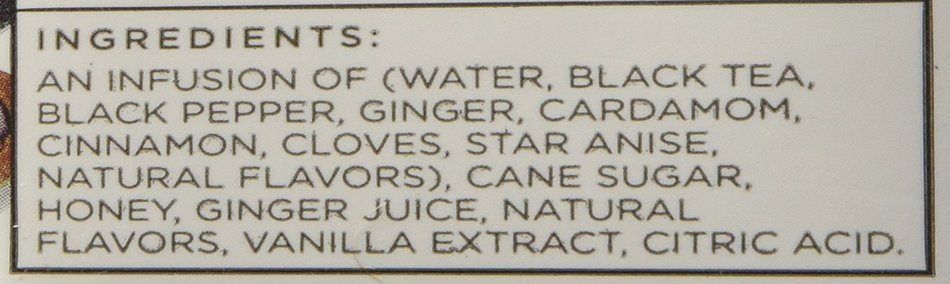 INGREDIENTS:
AN INFUSION OF (WATER, BLACK TEA,
BLACK PEPPER, GINGER, CARDAMOM,
CINNAMON, CLOVES, STAR ANISE,
NATURAL FLAVORS), CANE SUGAR,
HONEY, GINGER JUICE, NATURAL
FLAVORS, VANILLA EXTRACT, CITRIC ACID.